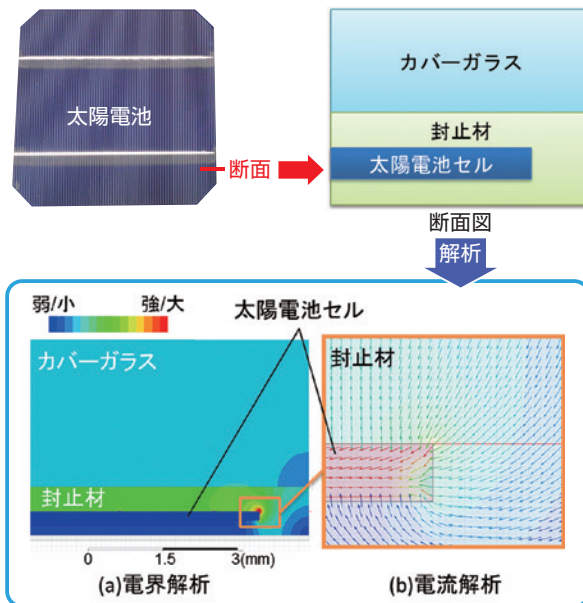 太陽電池
断面
カバーガラス
封止材
太陽電池セル
断面図
解析
弱/小
強/大
太陽電池セル
カバーガラス
封止材
封止材
0 1.5 3(mm)
(a)電界解析
(b)電流解析